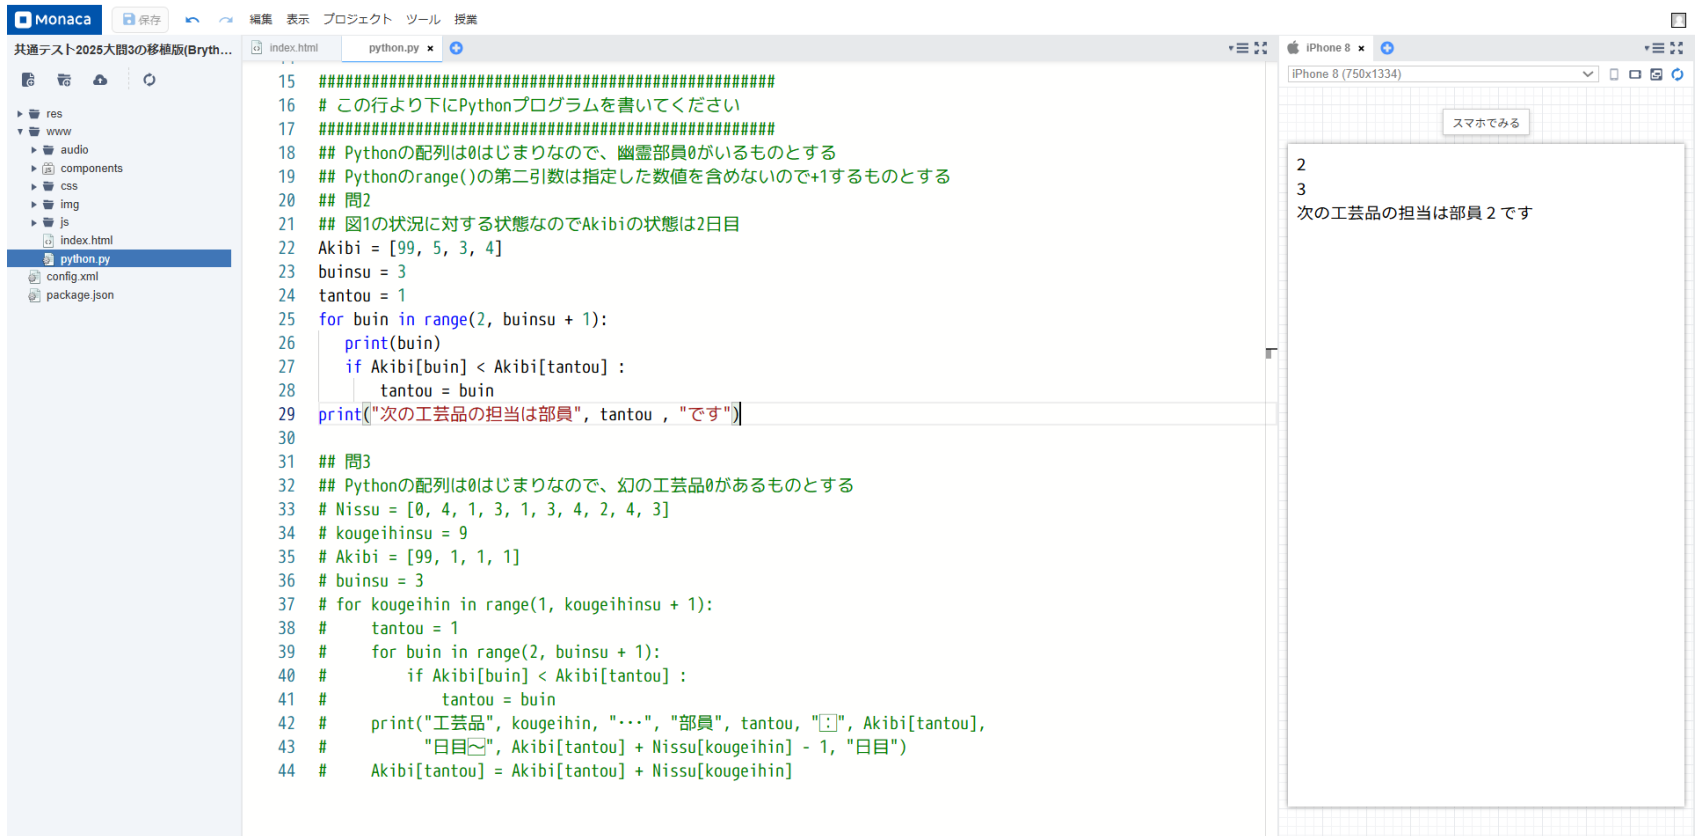 Monaca
保存
編集 表示 プロジェクト ツール 授業
共通テスト2025大問3の移植版(Bryth...
res
www
audio
components
css
img
js
index.html
python.py
config.xml
package.json
index.html
python.py ×
15 ####################################################
16 # この行より下にPythonプログラムを書いてください
17 ####################################################
18 ## Pythonの配列は0はじまりなので、幽霊部員0がいるものとする
19 ## Pythonのrange()の第二引数は指定した数値を含めないので+1するものとする
20 ## 問2
21 ## 図1の状況に対する状態なのでAkibiの状態は2日目
22 Akibi = [99, 5, 3, 4]
23 buinsu = 3
24 tantou = 1
25 for buin in range(2, buinsu + 1):
26    print(buin)
27    if Akibi[buin] < Akibi[tantou] :
28        tantou = buin
29 print("次の工芸品の担当は部員", tantou , "です")
30
31 ## 問3
32 ## Pythonの配列は0はじまりなので、幻の工芸品0があるものとする
33 # Nissu = [0, 4, 1, 3, 1, 3, 4, 2, 4, 3]
34 # kougeihinsu = 9
35 # Akibi = [99, 1, 1, 1]
36 # buinsu = 3
37 # for kougeihin in range(1, kougeihinsu + 1):
38 #     tantou = 1
39 #     for buin in range(2, buinsu + 1):
40 #         if Akibi[buin] < Akibi[tantou] :
41 #             tantou = buin
42 #     print("工芸品", kougeihin, "･･･", "部員", tantou, "：", Akibi[tantou],
43 #           "日目～", Akibi[tantou] + Nissu[kougeihin] - 1, "日目")
44 #     Akibi[tantou] = Akibi[tantou] + Nissu[kougeihin]
iPhone 8 ×
iPhone 8 (750x1334)
スマホでみる
2
3
次の工芸品の担当は部員 2 です